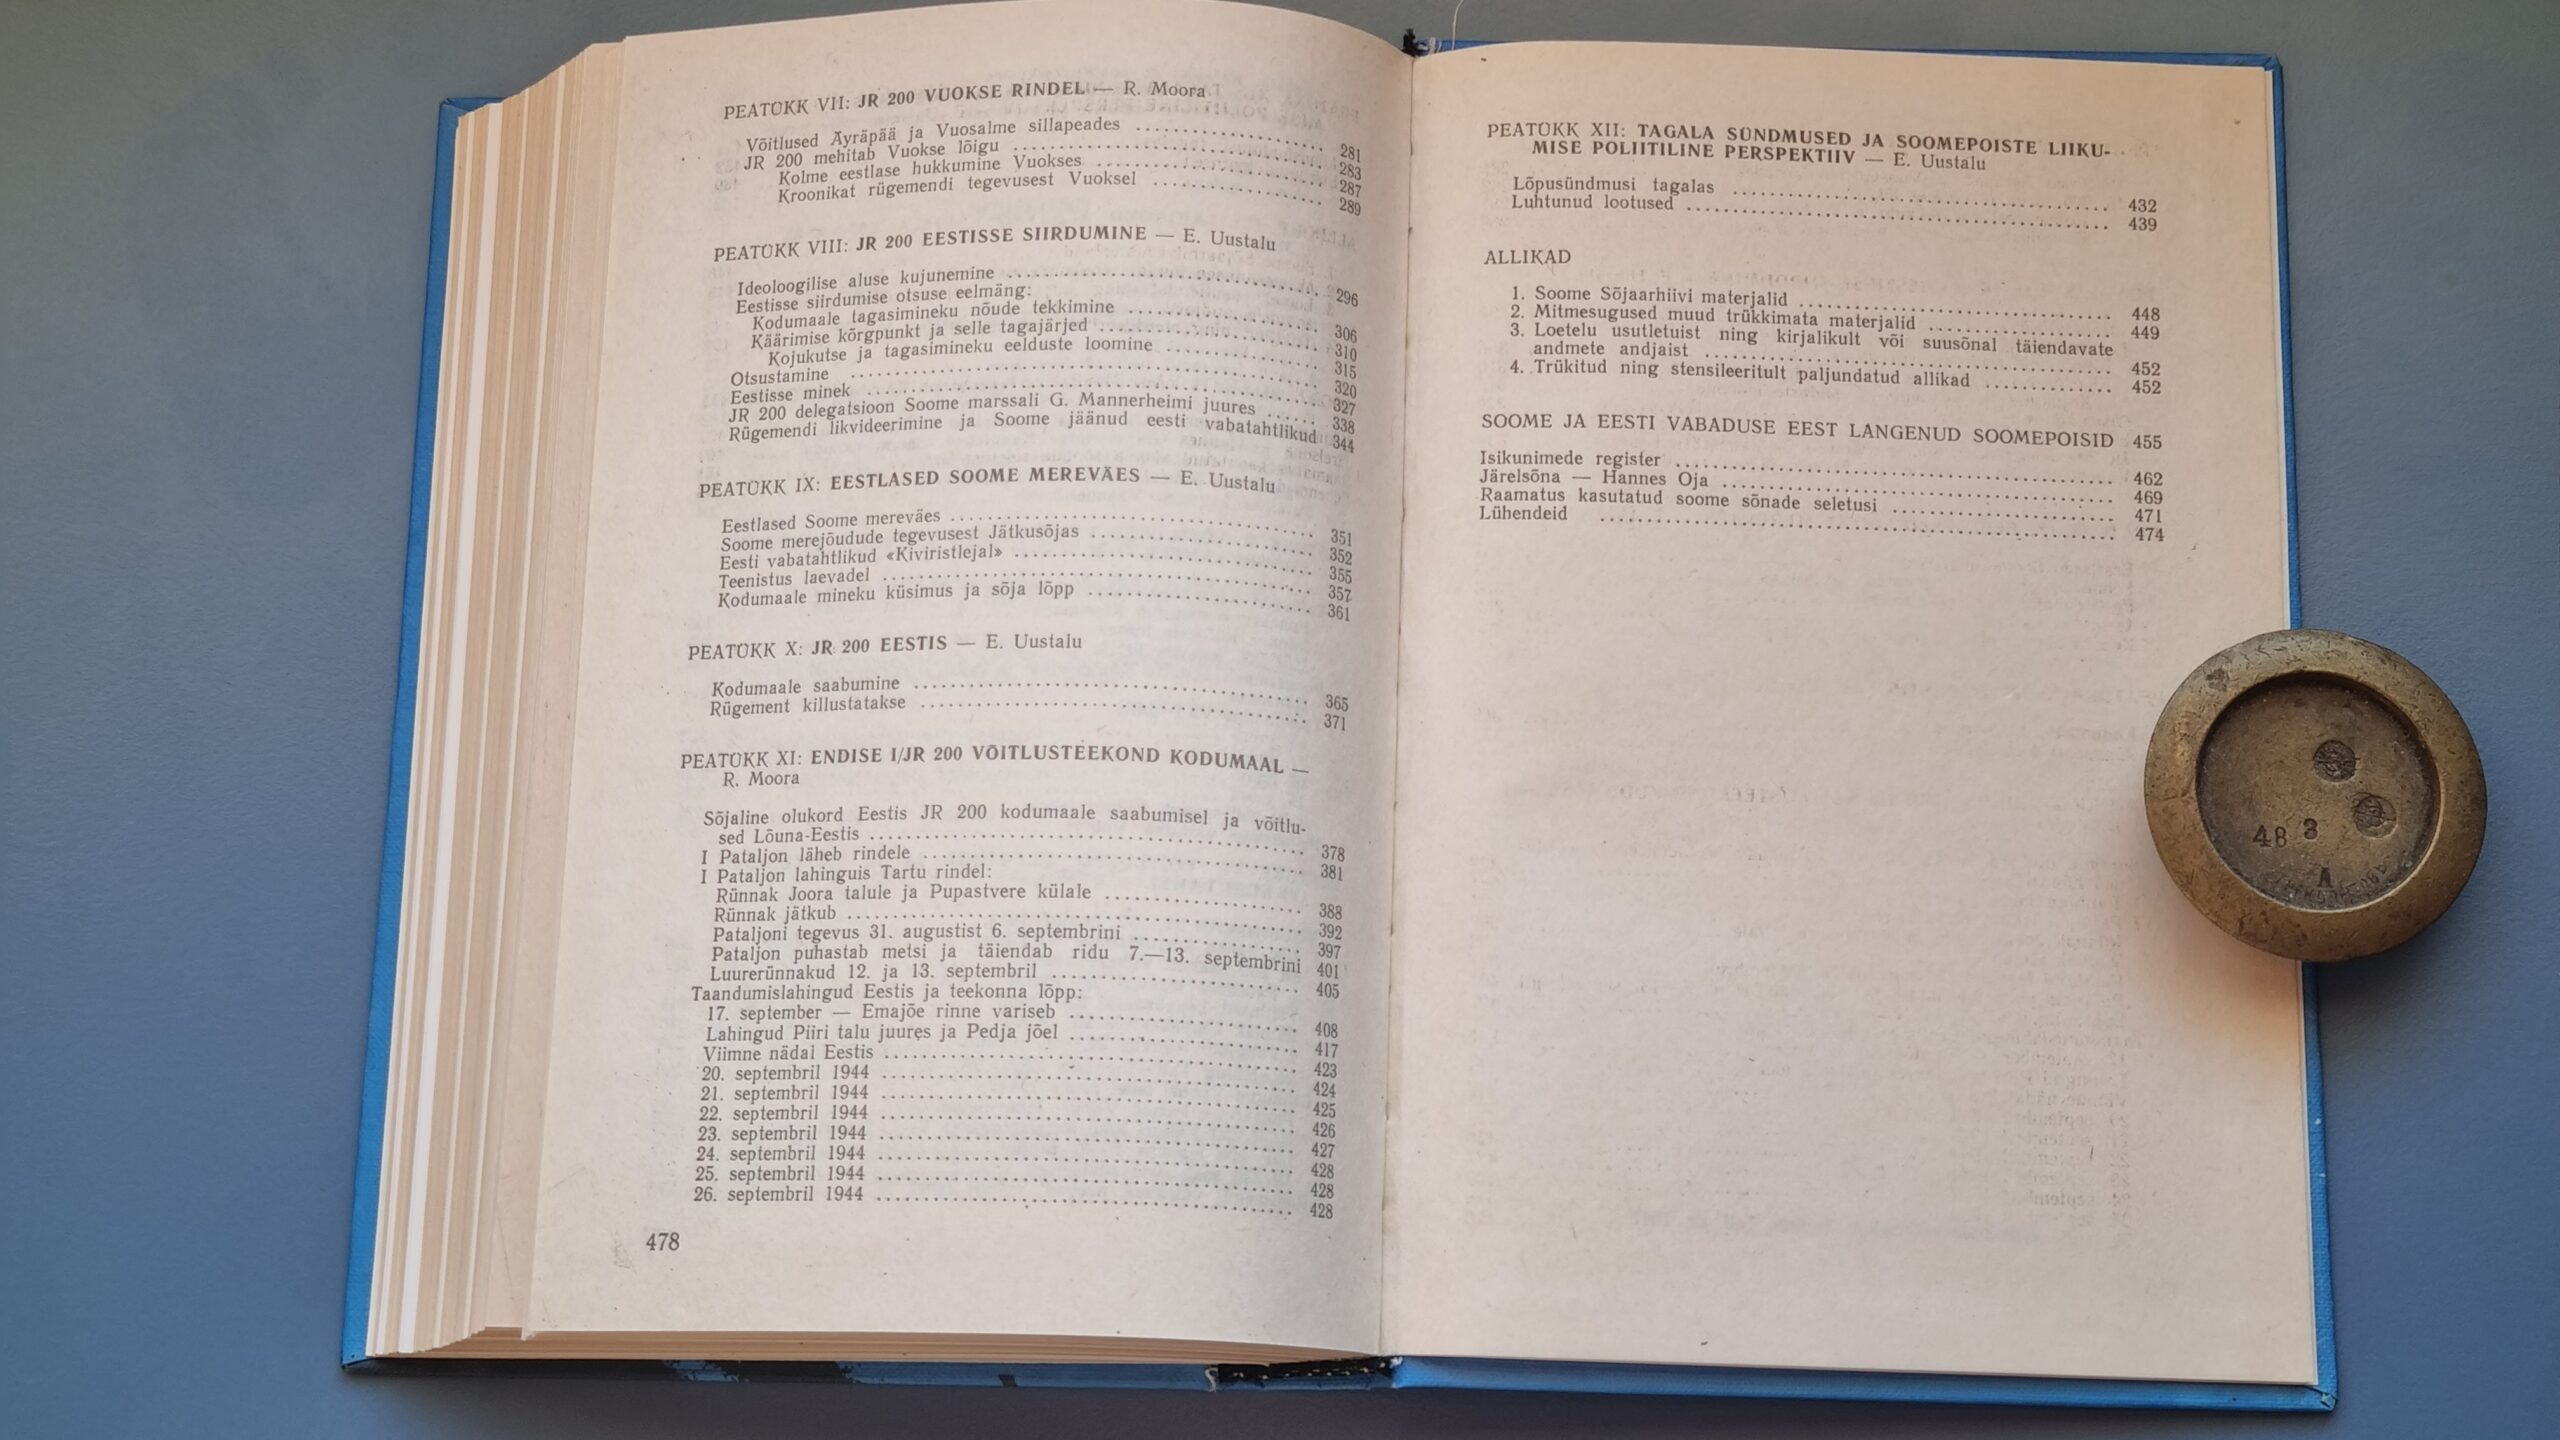 PEATÜKK VII: JR 200 VUOKSE RINDEL — R. Moora
Võitlused Äyräpää ja Vuosalme sillapeades .................... 281
JR 200 mehitab Vuokse lõigu .................... 283
Kolme eestlase hukkumine Vuokses .................... 287
Kroonikat rügemendi tegevusest Vuoksel .................... 289
PEATÜKK VIII: JR 200 EESTISSE SIIRDUMINE — E. Uustalu
Ideoloogilise aluse kujunemine .................... 296
Eestisse siirdumise otsuse eelmäng:
Kodumaale tagasimineku nõude tekkimine .................... 306
Käärimise kõrgpunkt ja selle tagajärjed .................... 310
Kojukutse ja tagasimineku eelduste loomine .................... 315
Otsustamine .................... 320
Eestisse minek .................... 327
JR 200 delegatsioon Soome marssali G. Mannerheimi juures ...... 338
Rügemendi likvideerimine ja Soome jäänud eesti vabatahtlikud 344
PEATÜKK IX: EESTLASED SOOME MEREVÄES — E. Uustalu
Eestlased Soome mereväes .................... 351
Soome merejõudude tegevusest Jätkusõjas .................... 352
Eesti vabatahtlikud «Kiviristlejal» .................... 355
Teenistus laevadel .................... 357
Kodumaale mineku küsimus ja sõja lõpp .................... 361
PEATÜKK X: JR 200 EESTIS — E. Uustalu
Kodumaale saabumine .................... 365
Rügement killustatakse .................... 371
PEATÜKK XI: ENDISE I/JR 200 VÕITLUSTEEKOND KODUMAAL —
R. Moora
Sõjaline olukord Eestis JR 200 kodumaale saabumisel ja võitlu-
sed Lõuna-Eestis .................... 378
I Pataljon läheb rindele .................... 381
I Pataljon lahinguis Tartu rindel:
Rünnak Joora talule ja Pupastvere külale .................... 388
Rünnak jätkub .................... 392
Pataljoni tegevus 31. augustist 6. septembrini .................... 397
Pataljon puhastab metsi ja täiendab ridu 7.—13. septembrini 401
Luurerünnakud 12. ja 13. septembril .................... 405
Taandumislahingud Eestis ja teekonna lõpp:
17. september — Emajõe rinne variseb .................... 408
Lahingud Piiri talu juures ja Pedja jõel .................... 417
Viimne nädal Eestis .................... 423
20. septembril 1944 .................... 424
21. septembril 1944 .................... 425
22. septembril 1944 .................... 426
23. septembril 1944 .................... 427
24. septembril 1944 .................... 428
25. septembril 1944 .................... 428
26. septembril 1944 .................... 428
478
PEATÜKK XII: TAGALA SÜNDMUSED JA SOOMEPOISTE LIIKU-
MISE POLIITILINE PERSPEKTIIV — E. Uustalu
Lõpusündmusi tagalas .................... 432
Luhtunud lootused .................... 439
ALLIKAD
1. Soome Sõjaarhiivi materjalid .................... 448
2. Mitmesugused muud trükkimata materjalid .................... 449
3. Loetelu usutletuist ning kirjalikult või suusõnal täiendavate
andmete andjaist .................... 452
4. Trükitud ning stensileeritult paljundatud allikad .............. 452
SOOME JA EESTI VABADUSE EEST LANGENUD SOOMEPOISID 455
Isikunimede register .................... 462
Järelsõna — Hannes Oja .................... 469
Raamatus kasutatud soome sõnade seletusi .................... 471
Lühendeid .................... 474
48 3
A